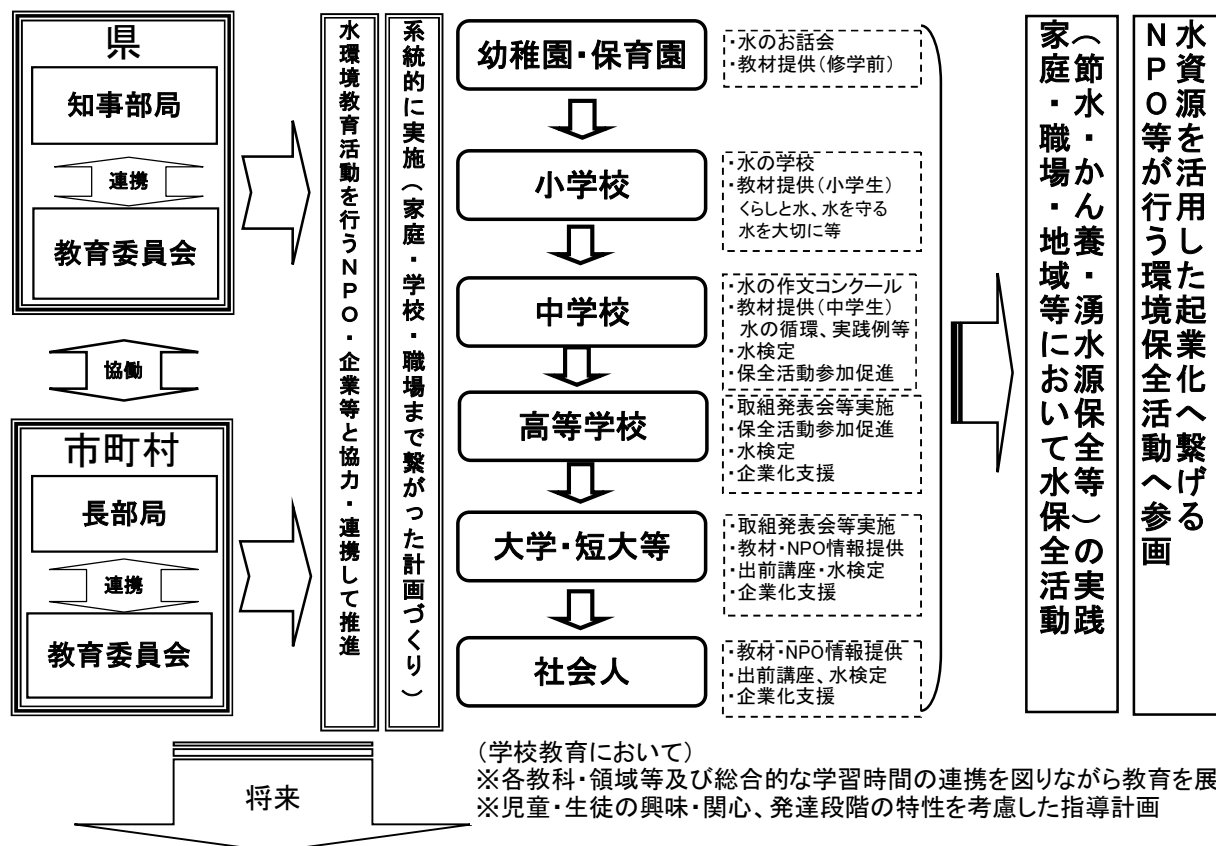 県
知事部局
連携
教育委員会
協働
市町村
長部局
連携
教育委員会
水環境教育活動を行うNPO・企業等と協力・連携して推進
系統的に実施(家庭・学校・職場まで繋がった計画づくり)
幼稚園・保育園
・水のお話会
・教材提供(修学前)
小学校
・水の学校
・教材提供(小学生)
くらしと水、水を守る
水を大切に等
中学校
・水の作文コンクール
・教材提供(中学生)
水の循環、実践例等
・水検定
・保全活動参加促進
高等学校
・取組発表会等実施
・保全活動参加促進
・水検定
・企業化支援
大学・短大等
・取組発表会等実施
・教材・NPO情報提供
・出前講座・水検定
・企業化支援
社会人
・教材・NPO情報提供
・出前講座、水検定
・企業化支援
家庭・職場・地域等において水保全活動
(節水・かん養・湧水源保全等)の実践
水資源を活用した起業化へ繋げる
NPO等が行う環境保全活動へ参画
将来
(学校教育において)
※各教科・領域等及び総合的な学習時間の連携を図りながら教育を展
※児童・生徒の興味・関心、発達段階の特性を考慮した指導計画